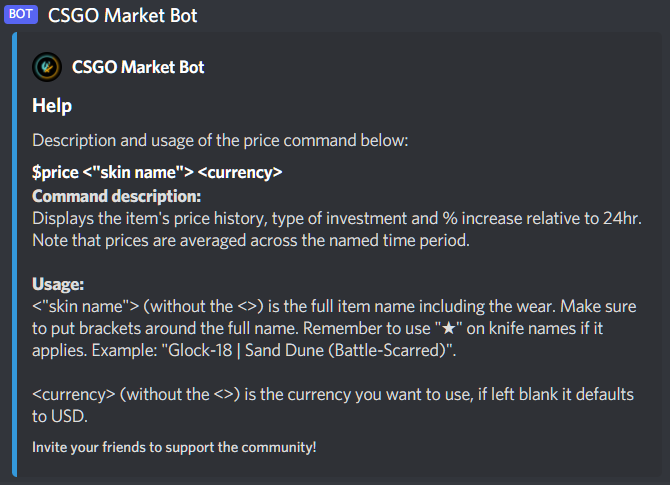 BOT CSGO Market Bot
CSGO Market Bot
Help
Description and usage of the price command below:
$price <"skin name"> <currency>
Command description:
Displays the item's price history, type of investment and % increase relative to 24hr.
Note that prices are averaged across the named time period.
Usage:
<"skin name"> (without the <>) is the full item name including the wear. Make sure
to put brackets around the full name. Remember to use "★" on knife names if it
applies. Example: "Glock-18 | Sand Dune (Battle-Scarred)".
<currency> (without the <>) is the currency you want to use, if left blank it defaults
to USD.
Invite your friends to support the community!